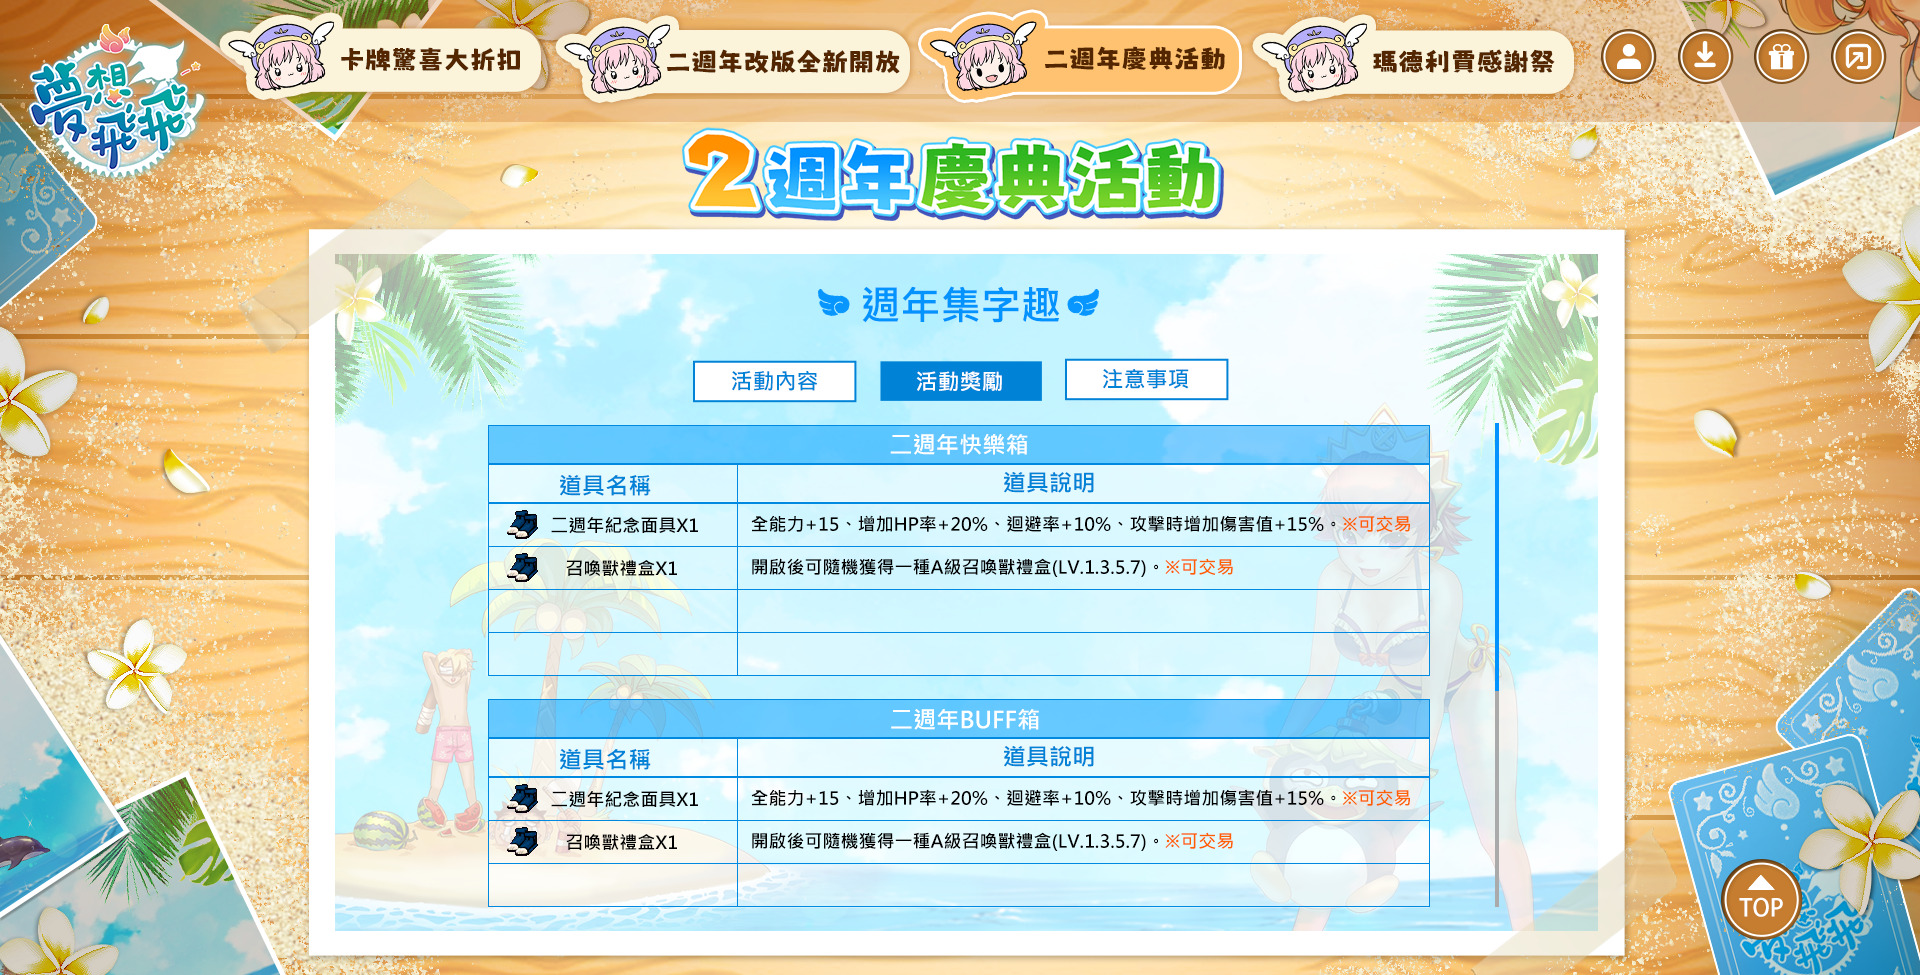 夢想飛飛
卡牌驚喜大折扣
二週年改版全新開放
二週年慶典活動
瑪德利賈感謝祭
2週年慶典活動
週年集字趣
活動內容
活動獎勵
注意事項
二週年快樂箱
道具名稱
道具說明
二週年紀念面具X1
全能力+15、增加HP率+20%、迴避率+10%、攻擊時增加傷害值+15%。※可交易
召喚獸禮盒X1
開啟後可隨機獲得一種A級召喚獸禮盒(LV.1.3.5.7)。※可交易
二週年BUFF箱
道具名稱
道具說明
二週年紀念面具X1
全能力+15、增加HP率+20%、迴避率+10%、攻擊時增加傷害值+15%。※可交易
召喚獸禮盒X1
開啟後可隨機獲得一種A級召喚獸禮盒(LV.1.3.5.7)。※可交易
TOP